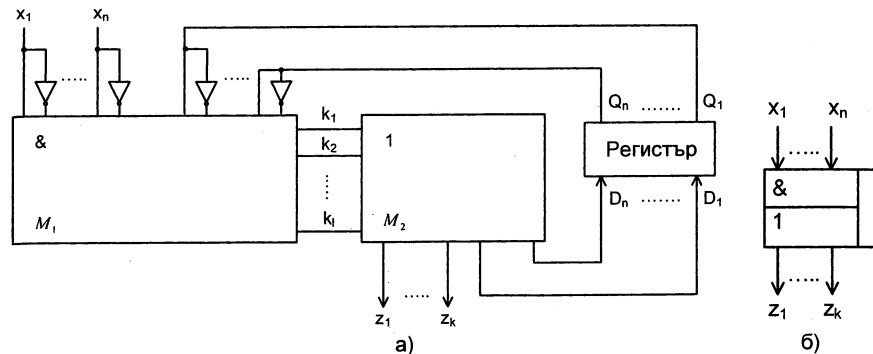 x₁ xₙ
Qₙ ........ Q₁
k₁
& 1
k₂
Регистър
x₁ xₙ
.....
Dₙ ........ D₁
&
M₁ kₗ M₂
1
.....
z₁ zₖ
z₁ zₖ
а)
б)